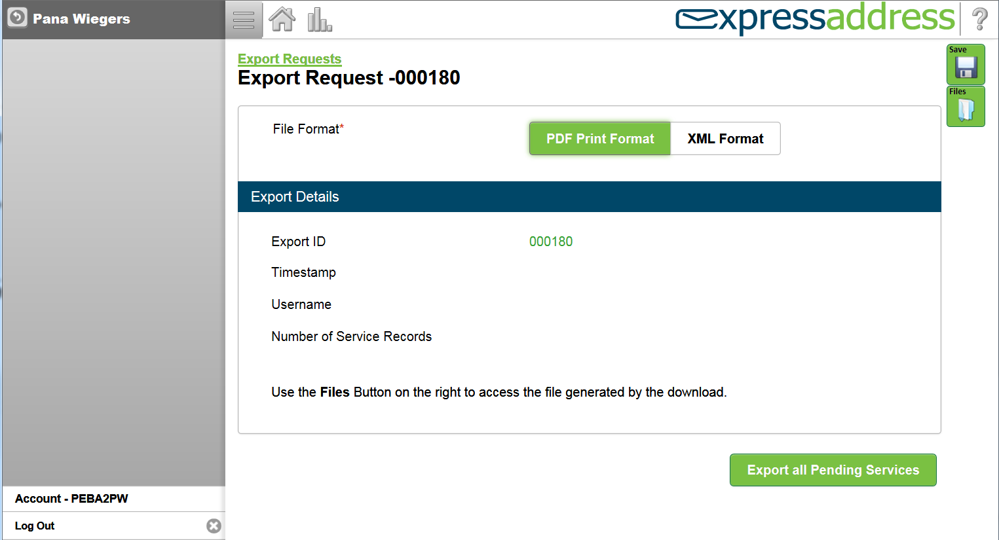 Pana Wiegers
expressaddress
Save
Files
Export Requests
Export Request -000180
File Format*
PDF Print Format
XML Format
Export Details
Export ID 000180
Timestamp
Username
Number of Service Records
Use the Files Button on the right to access the file generated by the download.
Export all Pending Services
Account - PEBA2PW
Log Out